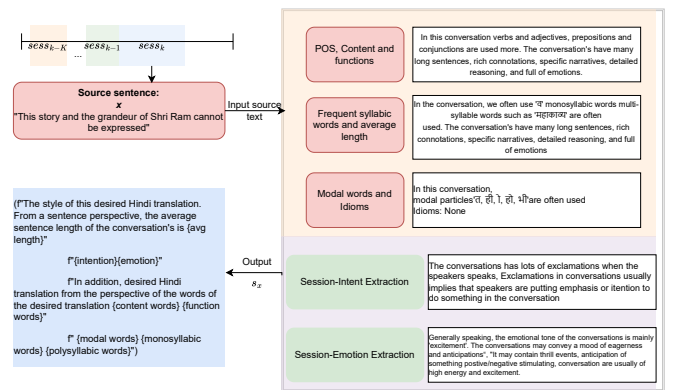 sess_{k-K} sess_{k-1} sess_k
...
Source sentence:
x
"This story and the grandeur of Shri Ram cannot
be expressed"
Input source
text
POS, Content and
functions
In this conversation verbs and adjectives, prepositions and
conjunctions are used more. The conversation's have many
long sentences, rich connotations, specific narratives, detailed
reasoning, and full of emotions.
Frequent syllabic
words and average
length
In the conversation, we often use 'व' monosyllabic words multi-
syllable words such as 'महाकाव्य' are often
used. The conversation's have many long sentences, rich
connotations, specific narratives, detailed reasoning, and full
of emotions
Modal words and
Idioms
In this conversation,
modal particles'त, ही, ो, हो, भी'are often used
Idioms: None
Session-Intent Extraction
The conversations has lots of exclamations when the
speakers speaks, Exclamations in conversations usually
implies that speakers are putting emphasis or itention to
do something in the conversation
Session-Emotion Extraction
Generally speaking, the emotional tone of the conversations is mainly
'excitement'. The conversations may convey a mood of eagerness
and anticipations", "It may contain thrill events, anticipation of
something postive/negative stimulating, conversation are usually of
high energy and excitement.
Output
s_x
(f"The style of this desired Hindi translation.
From a sentence perspective, the average
sentence length of the conversation's is {avg
length}"
f"{intention}{emotion}"
f"In addition, desired Hindi
translation from the perspective of the words of
the desired translation {content words} {function
words}"
f" {modal words} {monosyllabic
words} {polysyllabic words}")